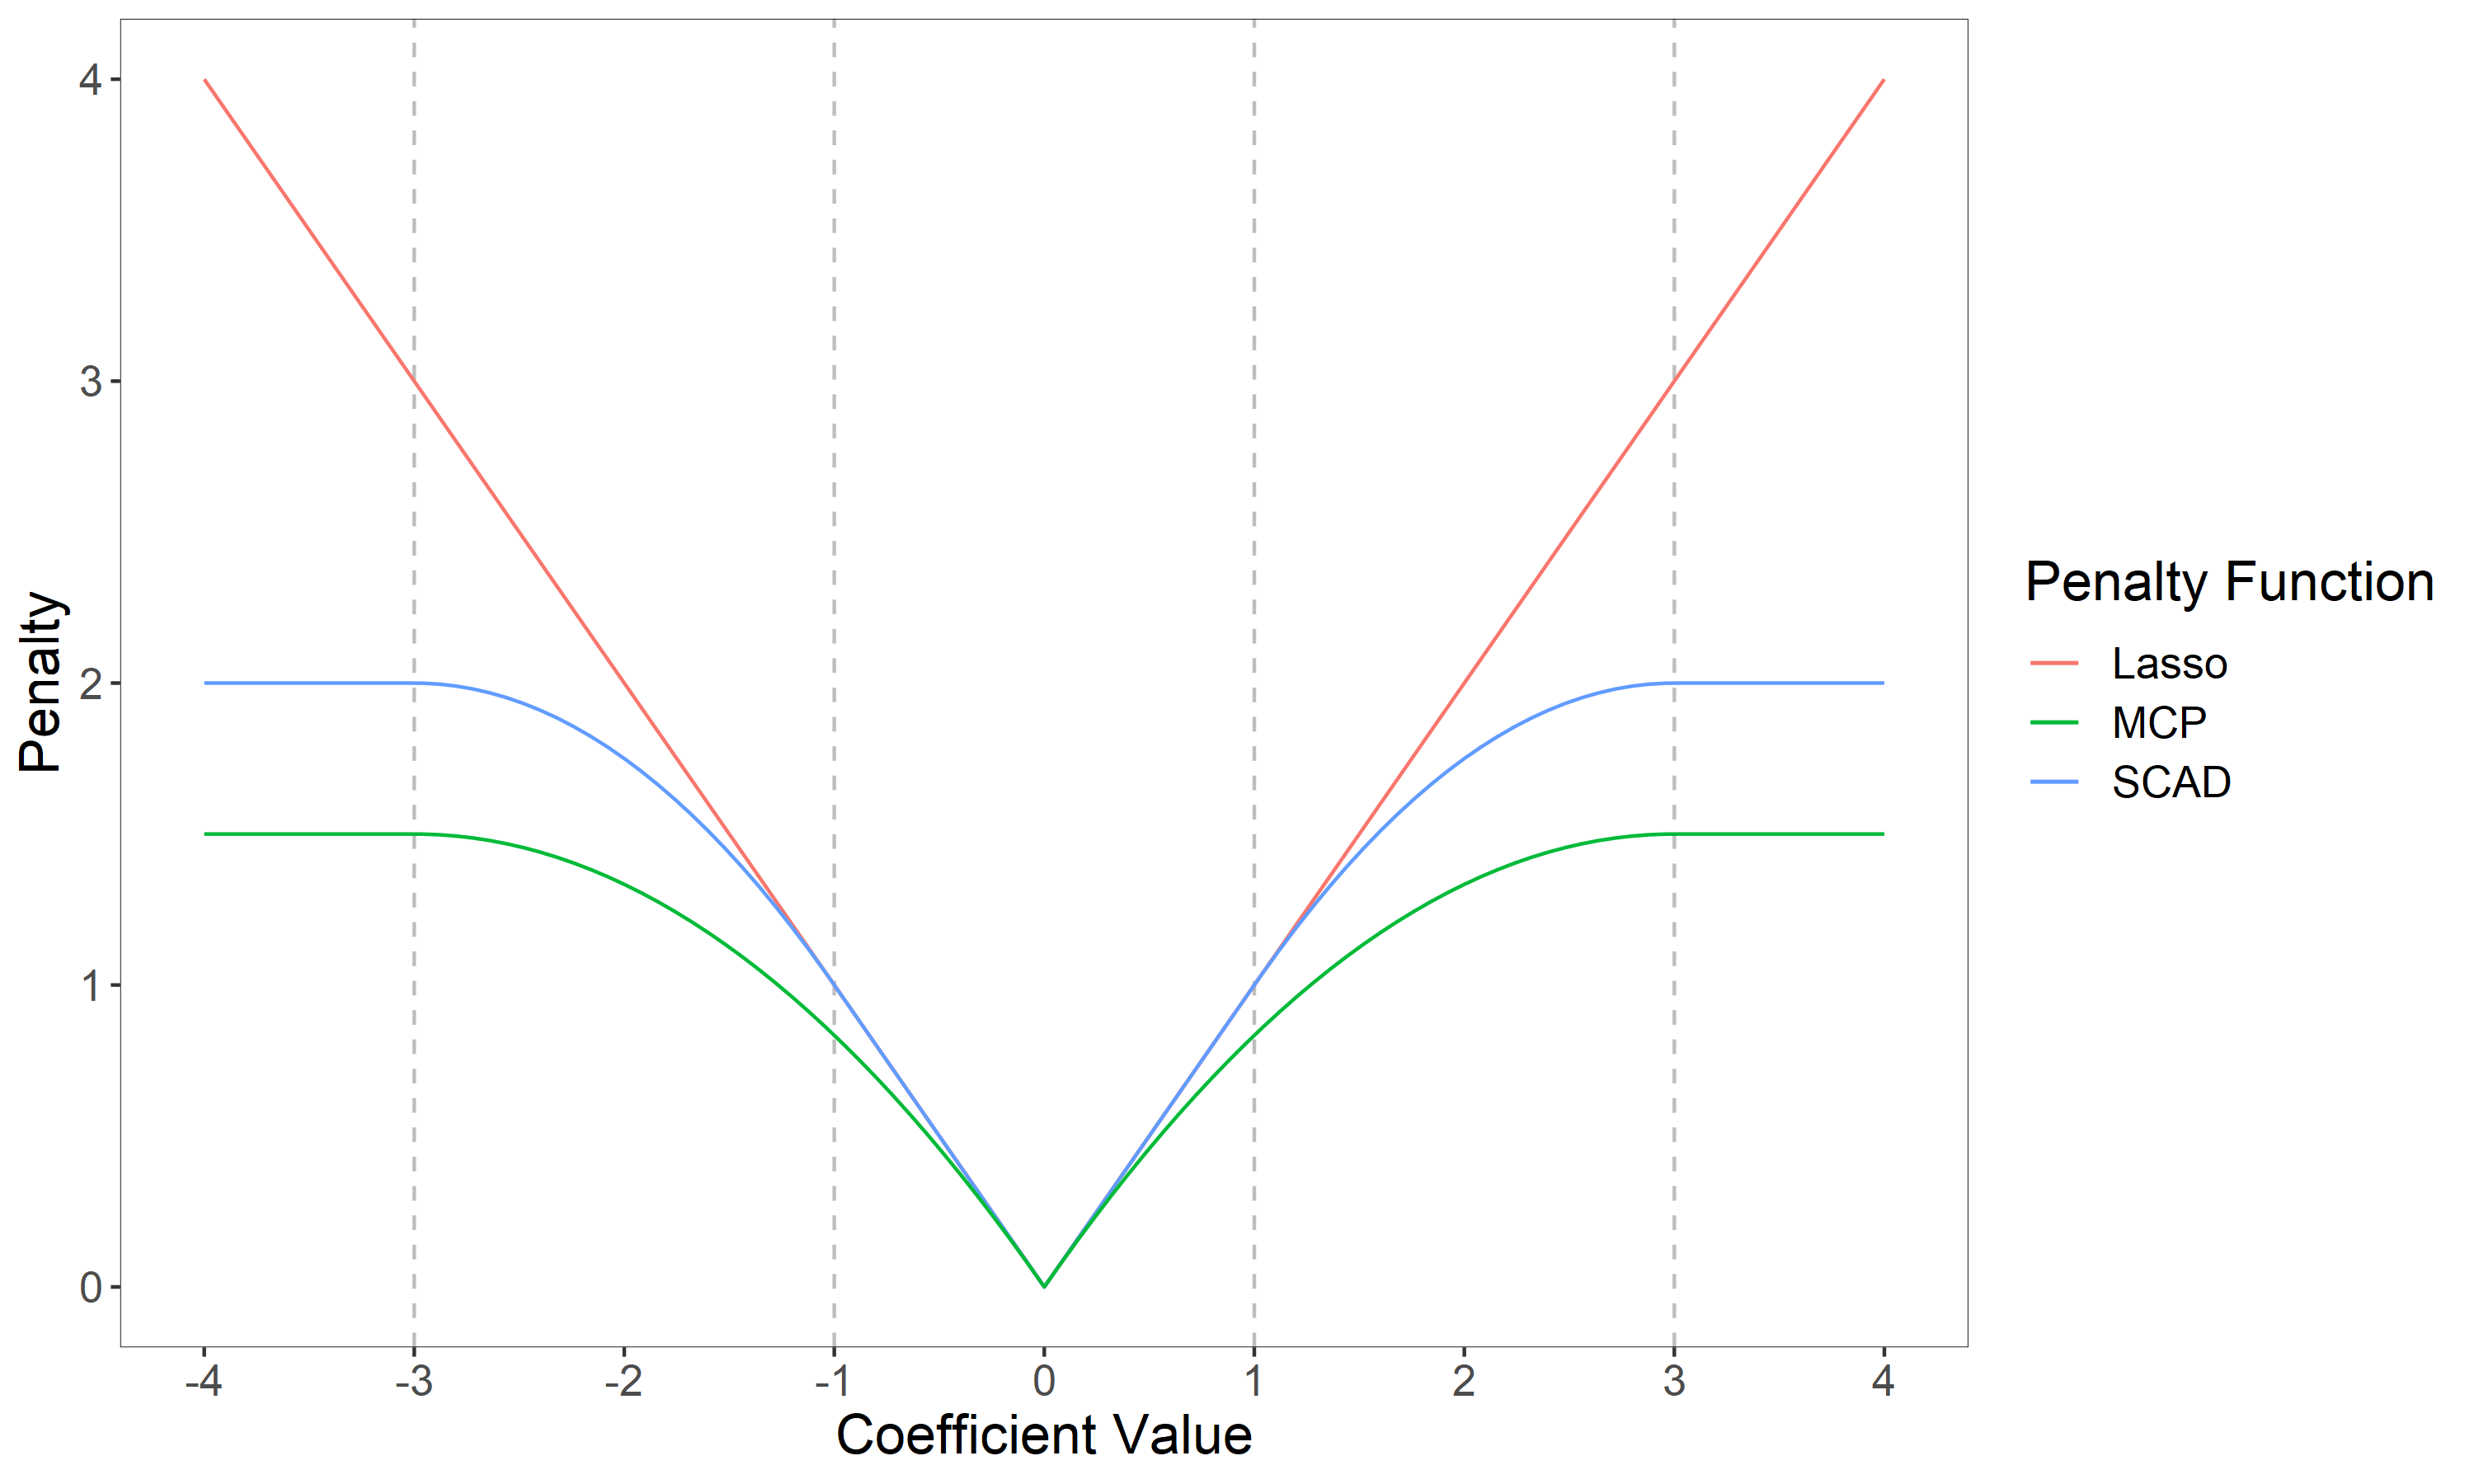 4
3
2
1
0
Penalty
-4 -3 -2 -1 0 1 2 3 4
Coefficient Value
Penalty Function
Lasso
MCP
SCAD